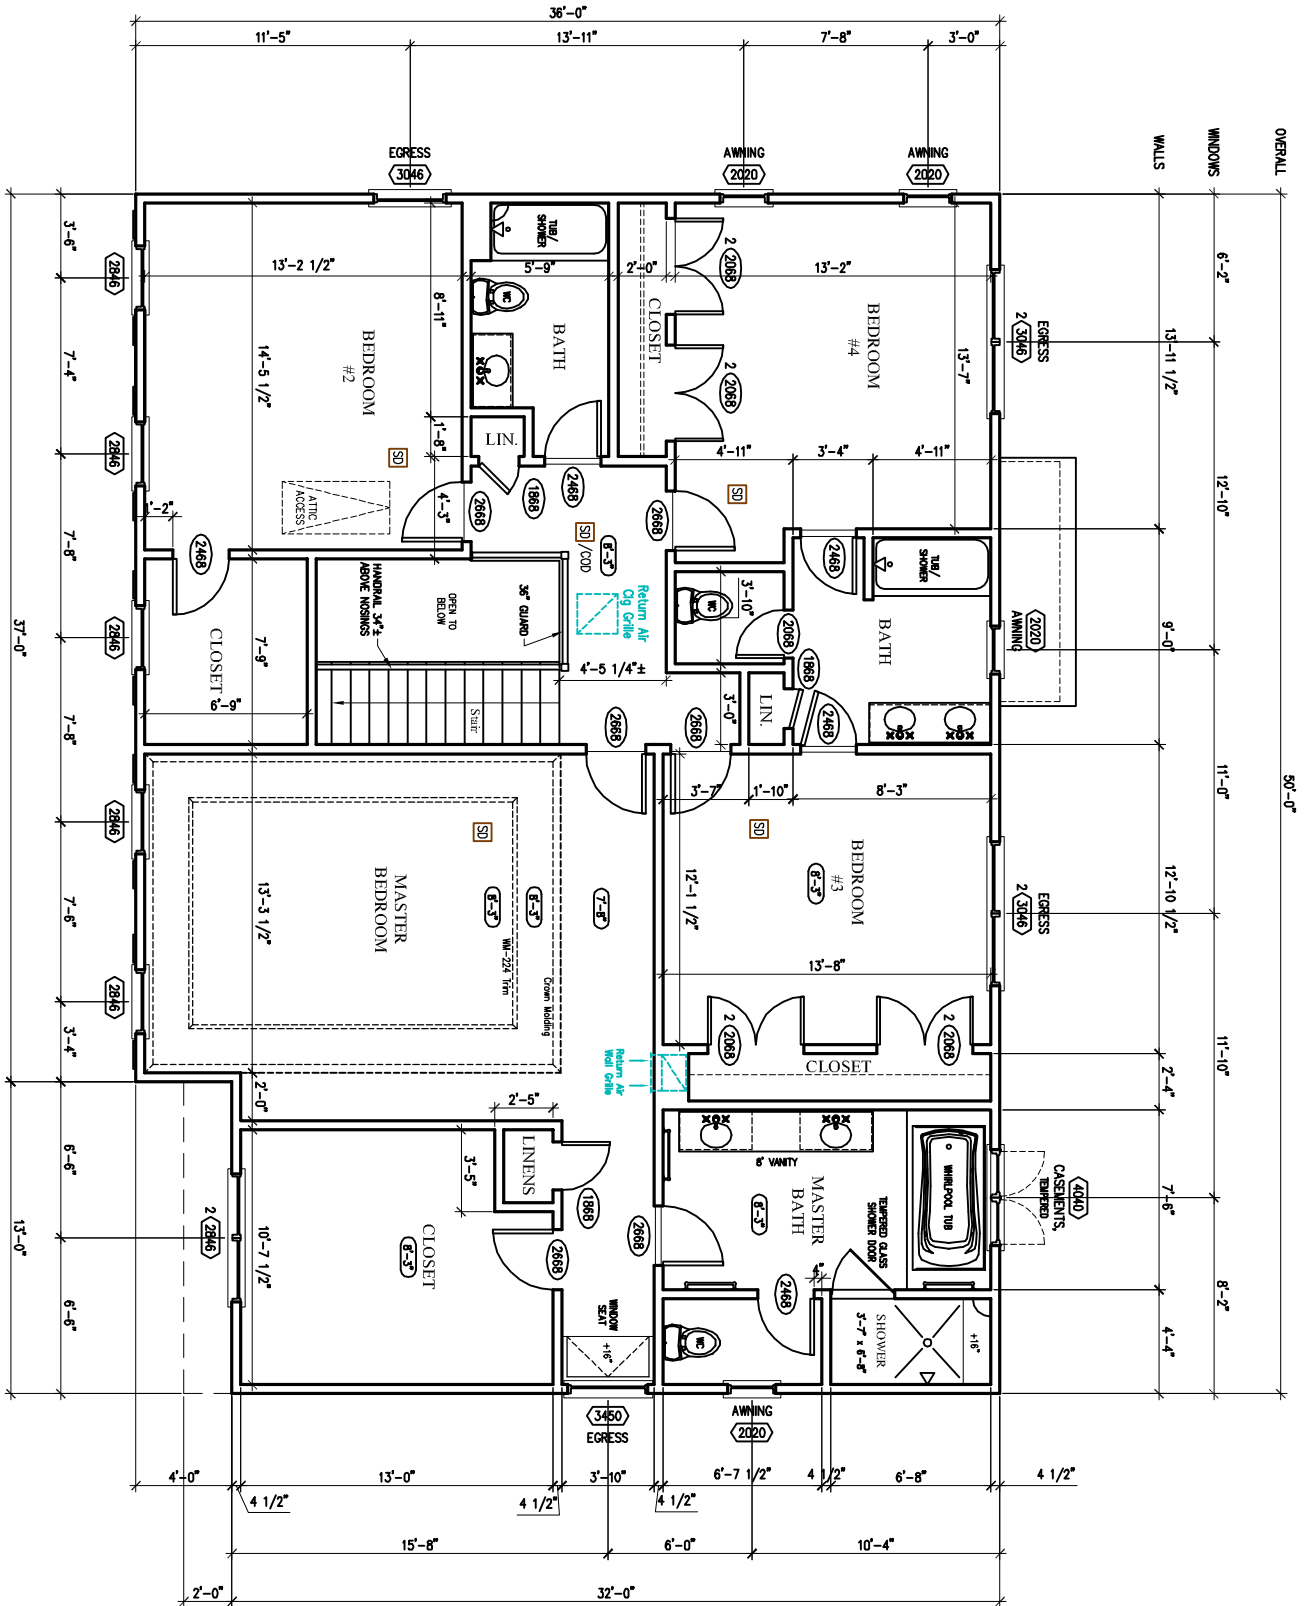 36'-0"
11'-5"
13'-11"
7'-8"
3'-0"
OVERALL
WINDOWS
WALLS
EGRESS
3046
AWNING
2020
AWNING
2020
3'-6"
7'-4"
7'-8"
7'-8"
7'-6"
3'-4"
6'-6"
6'-6"
37'-0"
13'-0"
2846
2846
2846
2846
2846
2 2846
6'-2"
12'-10"
11'-0"
11'-10"
8'-2"
13'-11 1/2"
9'-0"
12'-10 1/2"
2'-4"
7'-6"
4'-4"
50'-0"
EGRESS
2 3046
2020
AWNING
EGRESS
2 3046
4040
CASEMENTS,
TEMPERED
13'-2 1/2"
8'-11"
BEDROOM
#2
14'-5 1/2"
1'-8"
4'-3"
SD
ATTIC
ACCESS
1'-2"
2468
2668
TUB/
SHOWER
5'-9"
WC
BATH
LIN.
1868
2468
2'-0"
CLOSET
2 2068
2 2068
13'-2"
BEDROOM
#4
13'-7"
4'-11"
3'-4"
4'-11"
SD
2668
SD /COD
8'-3"
Return Air
Clg Grille
36" GUARD
OPEN TO
BELOW
HANDRAIL 34"±
ABOVE NOSINGS
4'-5 1/4"±
Stair
7'-9"
CLOSET
6'-9"
2468
TUB/
SHOWER
WC
3'-10"
2068
BATH
1868
LIN.
3'-0"
2468
2668
2668
3'-7"
1'-10"
8'-3"
SD
BEDROOM
#3
8'-3"
12'-1 1/2"
13'-8"
2 2068
2 2068
CLOSET
SD
MASTER
BEDROOM
13'-3 1/2"
8'-3"
8'-3"
7'-8"
WM-224 Trim
Crown Molding
Return Air
Wall Grille
2'-0"
2'-5"
3'-5"
LINENS
1868
CLOSET
8'-3"
10'-7 1/2"
2668
2668
8' VANITY
MASTER
BATH
8'-3"
WHIRLPOOL TUB
TEMPERED GLASS
SHOWER DOOR
4"
2468
WC
SHOWER
3'-7" x 6'-8"
+16"
WINDOW
SEAT
+16"
3450
EGRESS
AWNING
2020
4'-0"
13'-0"
3'-10"
6'-7 1/2"
4 1/2"
6'-8"
4 1/2"
4 1/2"
4 1/2"
4 1/2"
15'-8"
6'-0"
10'-4"
2'-0"
32'-0"